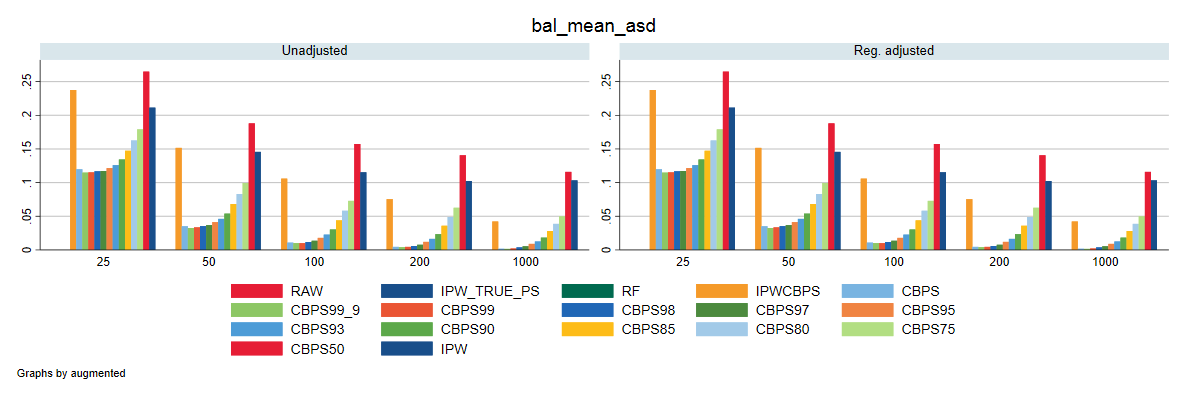 bal_mean_asd
Unadjusted
Reg. adjusted
.25
.2
.15
.1
.05
0
25 50 100 200 1000
.25
.2
.15
.1
.05
0
25 50 100 200 1000
RAW IPW_TRUE_PS RF IPWCBPS CBPS
CBPS99_9 CBPS99 CBPS98 CBPS97 CBPS95
CBPS93 CBPS90 CBPS85 CBPS80 CBPS75
CBPS50 IPW
Graphs by augmented